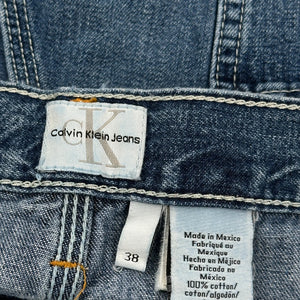 CK
Calvin Klein Jeans
38
Made in Mexico
Fabriqué au
Mexique
Hecho en Méjico
Fabricado no
México
100% cotton/
coton/algodón/